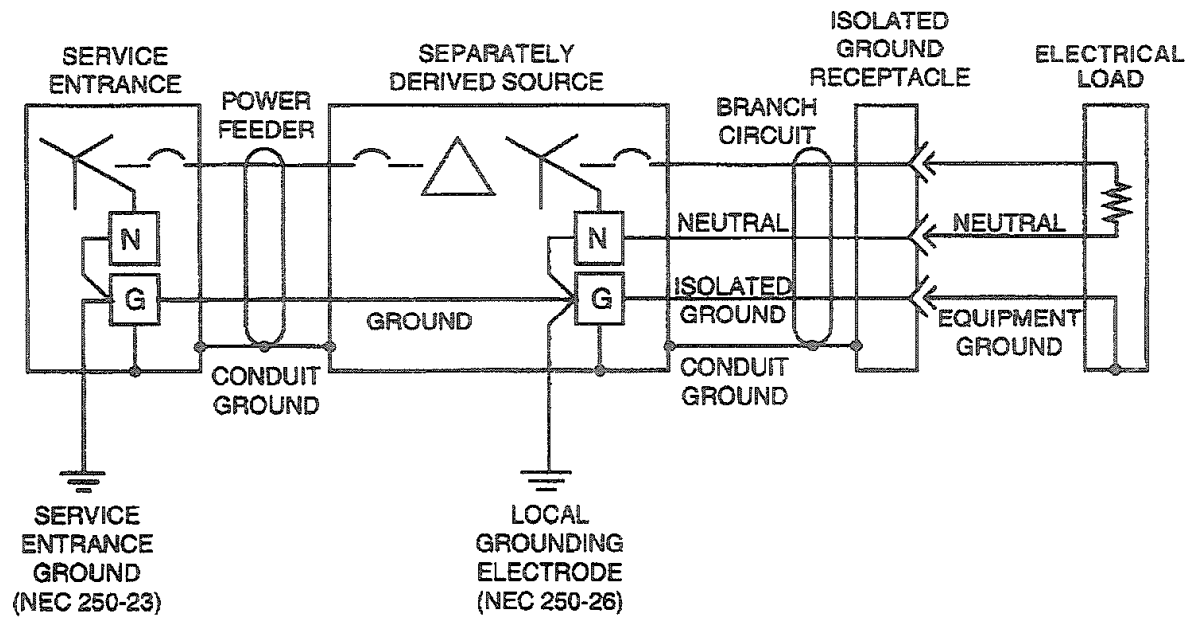 SERVICE
ENTRANCE
POWER
FEEDER
SEPARATELY
DERIVED SOURCE
BRANCH
CIRCUIT
ISOLATED
GROUND
RECEPTACLE
ELECTRICAL
LOAD
N
G
GROUND
CONDUIT
GROUND
N
G
NEUTRAL
ISOLATED
GROUND
CONDUIT
GROUND
NEUTRAL
EQUIPMENT
GROUND
SERVICE
ENTRANCE
GROUND
(NEC 250-23)
LOCAL
GROUNDING
ELECTRODE
(NEC 250-26)